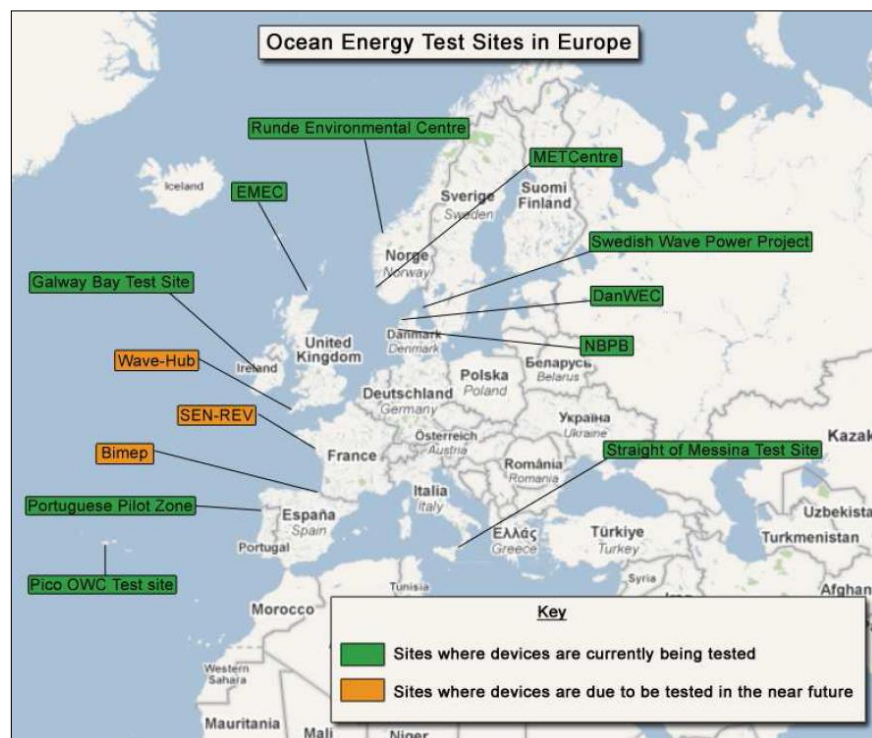 Ocean Energy Test Sites in Europe
Runde Environmental Centre
METCentre
Iceland
EMEC
Sverige
Sweden
Suomi
Finland
Norge
Norway
Swedish Wave Power Project
Galway Bay Test Site
DanWEC
Danmark
Denmark
NBPB
United
Kingdom
Wave-Hub
Ireland
Беларусь
Belarus
Polska
Poland
Deutschland
Germany
SEN-REV
Україна
Ukraine
Österreich
Austria
Kazak
Bimep
France
Straight of Messina Test Site
România
Romania
Italia
Italy
Portuguese Pilot Zone
España
Spain
Portugal
Ελλάς
Greece
Türkiye
Turkey
Uzbekista
Turkmenistan
Pico OWC Test site
Tunisia
Syria
Afghan
Morocco
Western
Sahara
Mauritania
Mali
Niger
Key
Sites where devices are currently being tested
Sites where devices are due to be tested in the near future